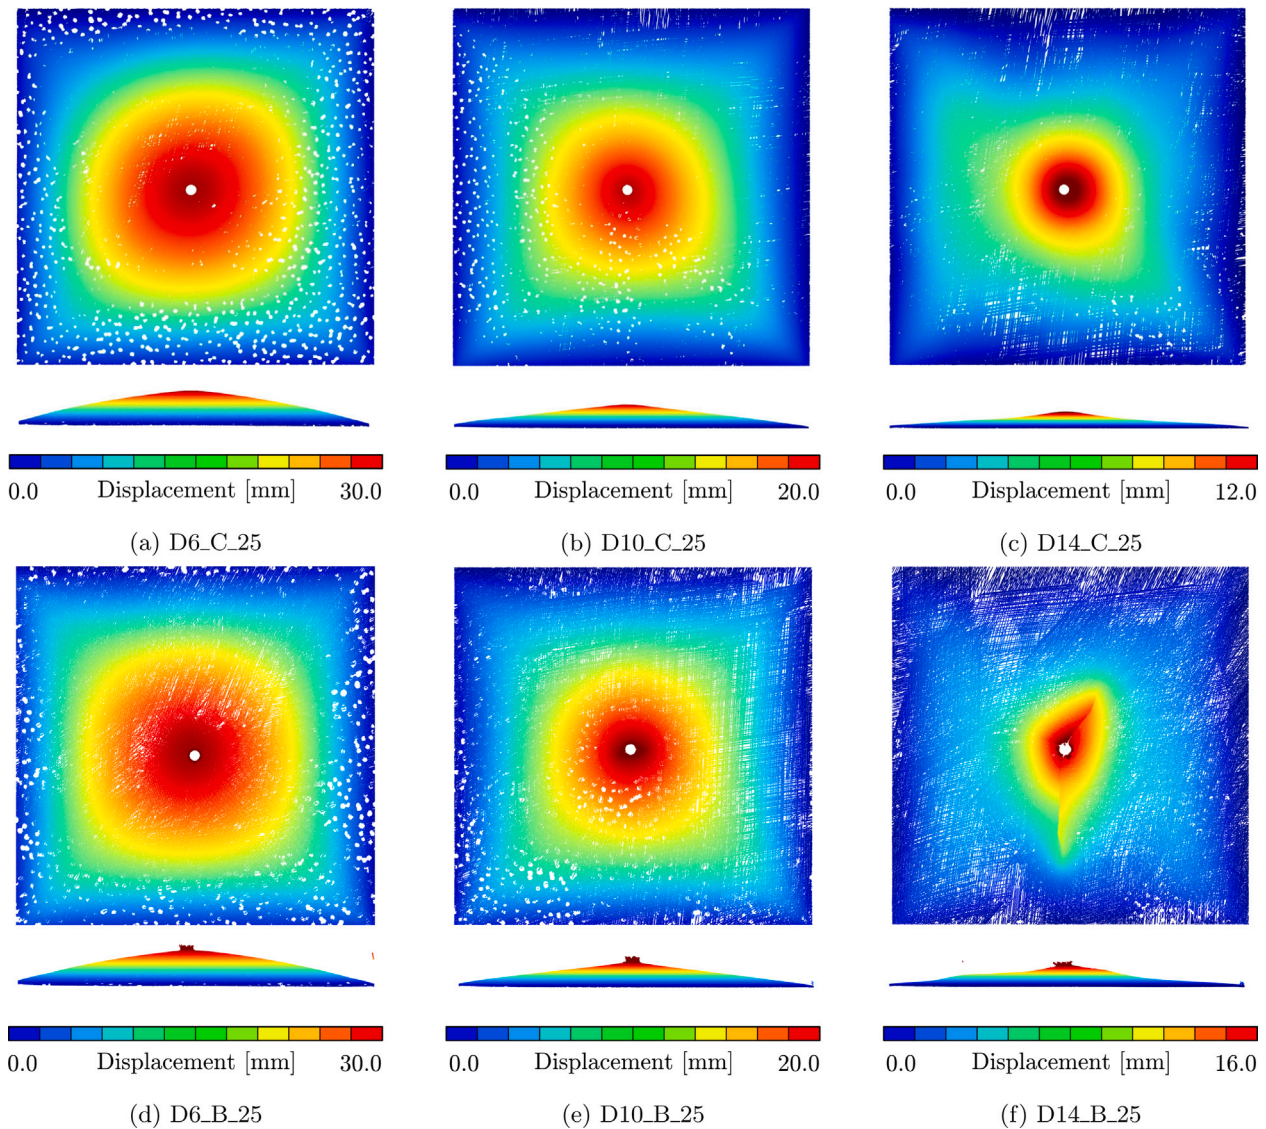 0.0 Displacement [mm] 30.0
(a) D6_C_25
0.0 Displacement [mm] 20.0
(b) D10_C_25
0.0 Displacement [mm] 12.0
(c) D14_C_25
0.0 Displacement [mm] 30.0
(d) D6_B_25
0.0 Displacement [mm] 20.0
(e) D10_B_25
0.0 Displacement [mm] 16.0
(f) D14_B_25